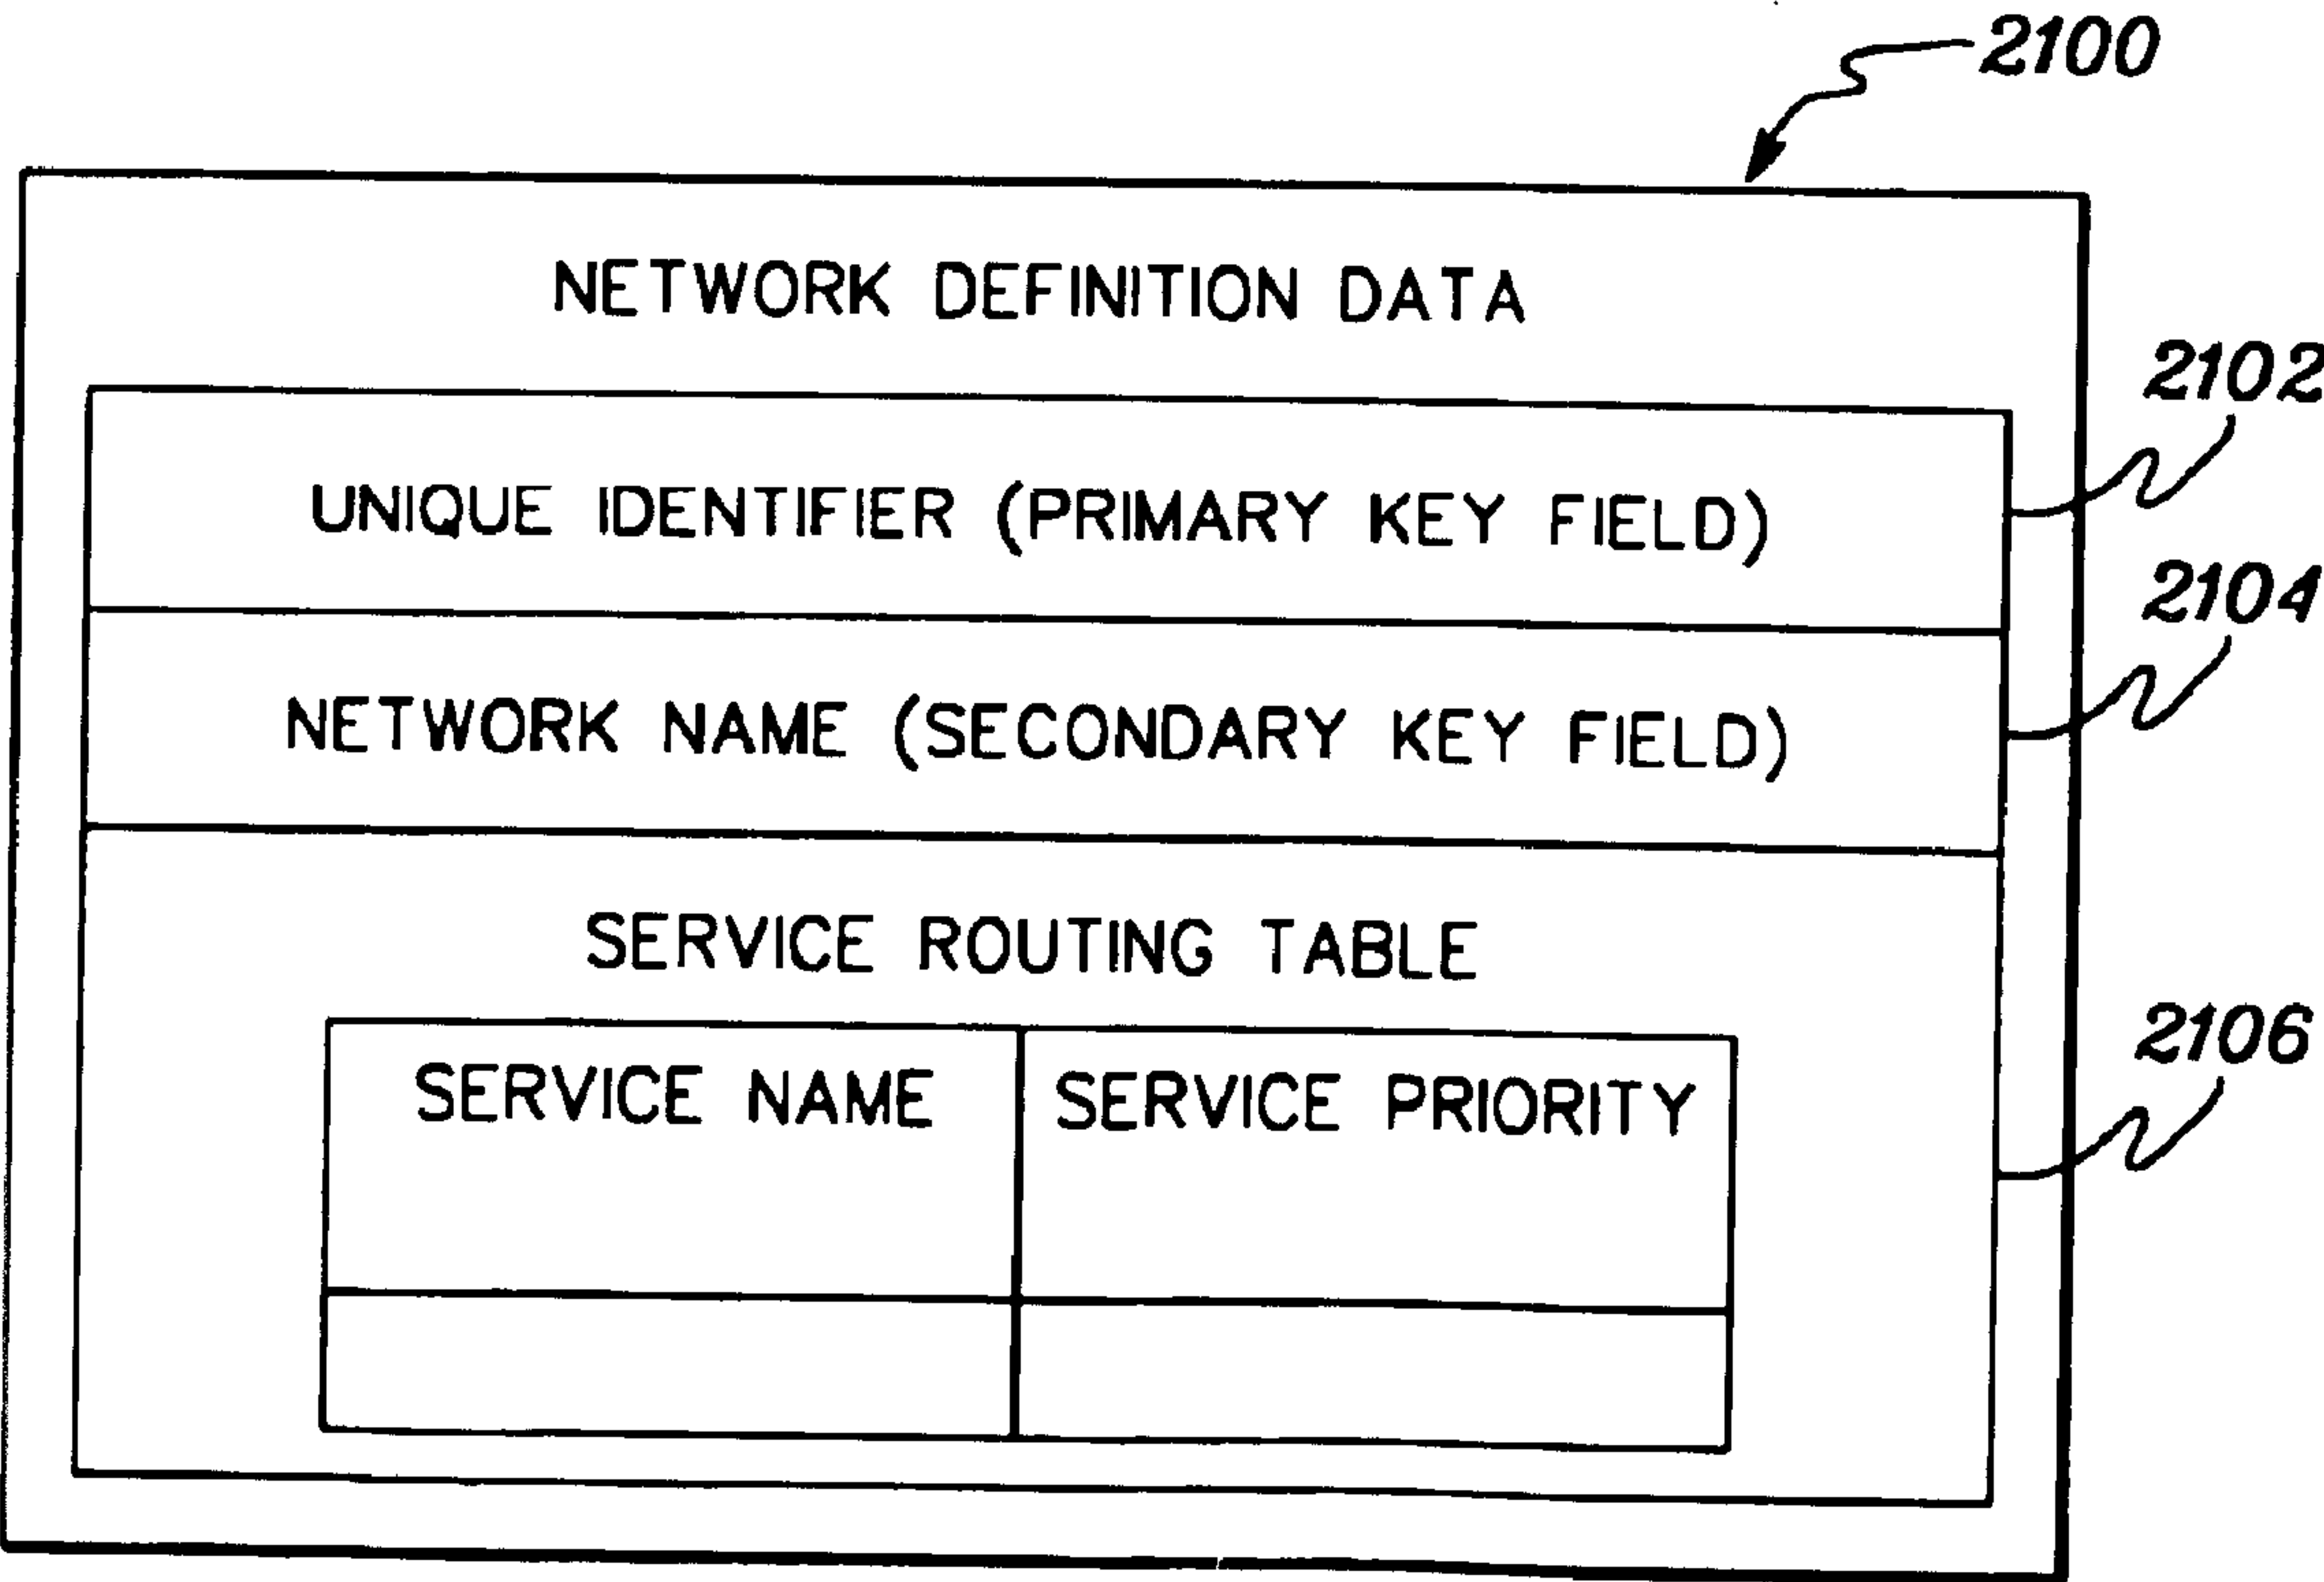 2100
NETWORK DEFINITION DATA
2102
UNIQUE IDENTIFIER (PRIMARY KEY FIELD)
2104
NETWORK NAME (SECONDARY KEY FIELD)
SERVICE ROUTING TABLE
2106
SERVICE NAME SERVICE PRIORITY